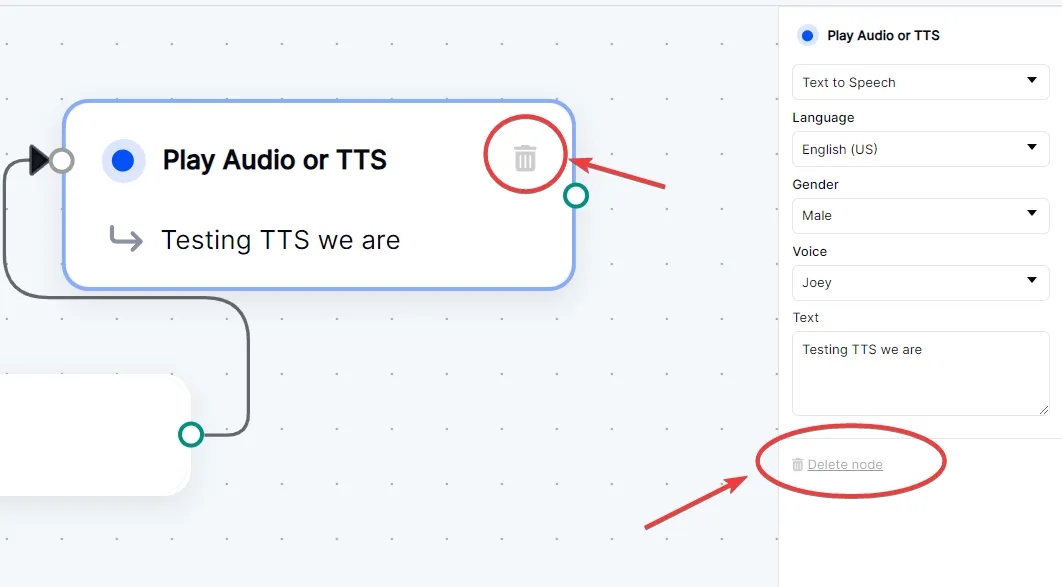 Play Audio or TTS
Testing TTS we are
Play Audio or TTS
Text to Speech
Language
English (US)
Gender
Male
Voice
Joey
Text
Testing TTS we are
Delete node